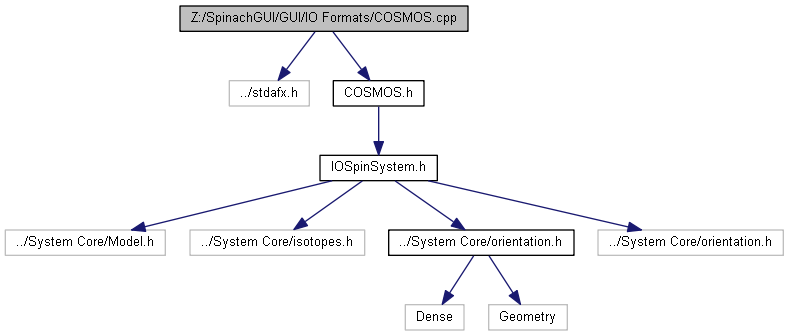 Z:/SpinachGUI/GUI/IO Formats/COSMOS.cpp
../stdafx.h
COSMOS.h
IOSpinSystem.h
../System Core/Model.h
../System Core/isotopes.h
../System Core/orientation.h
../System Core/orientation.h
Dense
Geometry